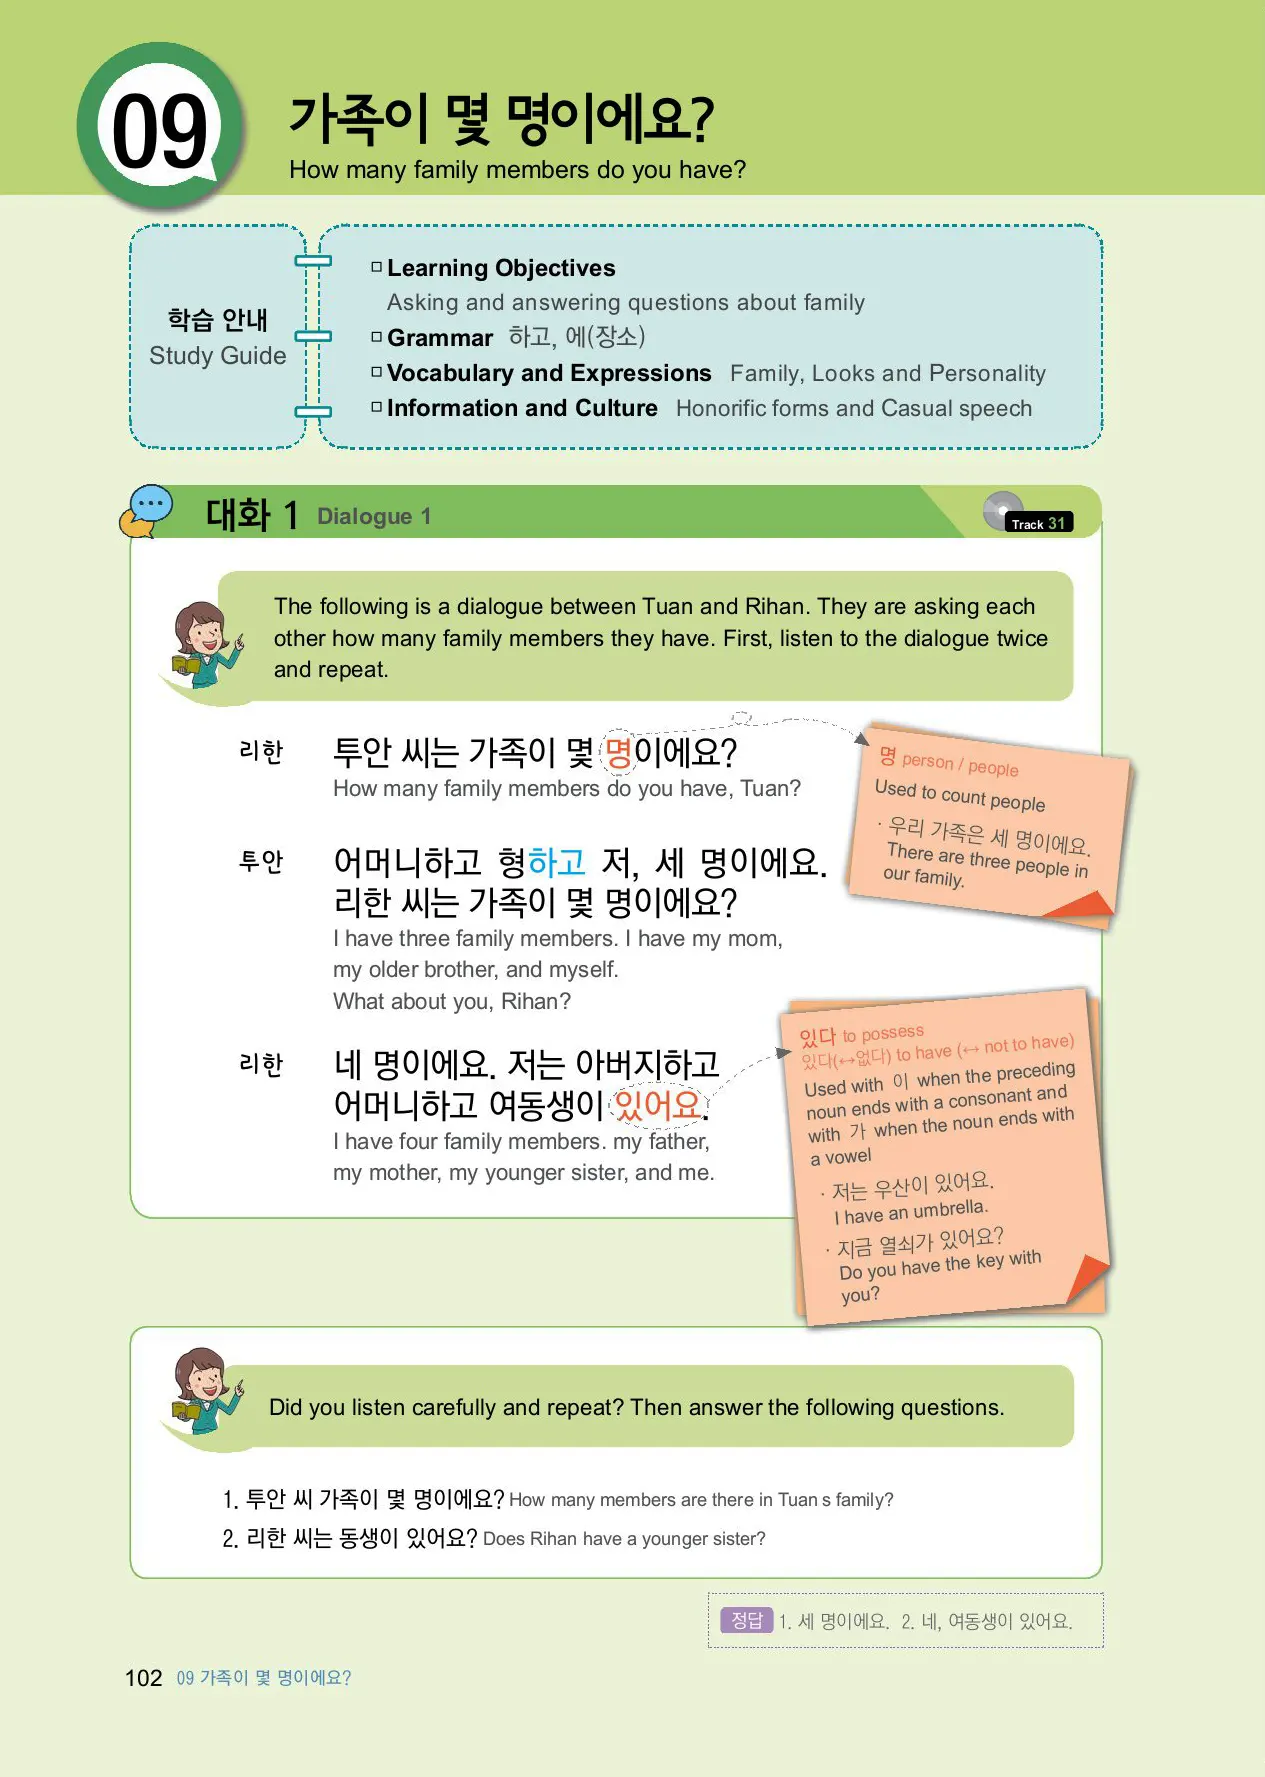 09
가족이 몇 명이에요?
How many family members do you have?
학습 안내
Study Guide
Learning Objectives
Asking and answering questions about family
Grammar 하고, 에(장소)
Vocabulary and Expressions Family, Looks and Personality
Information and Culture Honorific forms and Casual speech
대화 1 Dialogue 1
Track 31
The following is a dialogue between Tuan and Rihan. They are asking each
other how many family members they have. First, listen to the dialogue twice
and repeat.
리한 투안 씨는 가족이 몇 명이에요?
How many family members do you have, Tuan?
명 person / people
Used to count people
· 우리 가족은 세 명이에요.
There are three people in
our family.
투안 어머니하고 형하고 저, 세 명이에요.
리한 씨는 가족이 몇 명이에요?
I have three family members. I have my mom,
my older brother, and myself.
What about you, Rihan?
리한 네 명이에요. 저는 아버지하고
어머니하고 여동생이 있어요.
I have four family members. my father,
my mother, my younger sister, and me.
있다 to possess
있다(↔없다) to have (↔ not to have)
Used with 이 when the preceding
noun ends with a consonant and
with 가 when the noun ends with
a vowel
· 저는 우산이 있어요.
I have an umbrella.
· 지금 열쇠가 있어요?
Do you have the key with
you?
Did you listen carefully and repeat? Then answer the following questions.
1. 투안 씨 가족이 몇 명이에요? How many members are there in Tuan s family?
2. 리한 씨는 동생이 있어요? Does Rihan have a younger sister?
정답 1. 세 명이에요. 2. 네, 여동생이 있어요.
102 09 가족이 몇 명이에요?